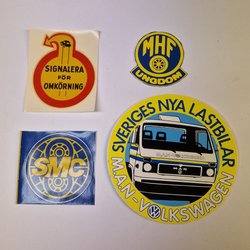 SIGNALERA
FÖR
OMKÖRNING
MHF
UNGDOM
SMC
SVERIGES NYA LASTBILAR
M.A.N-VOLKSWAGEN